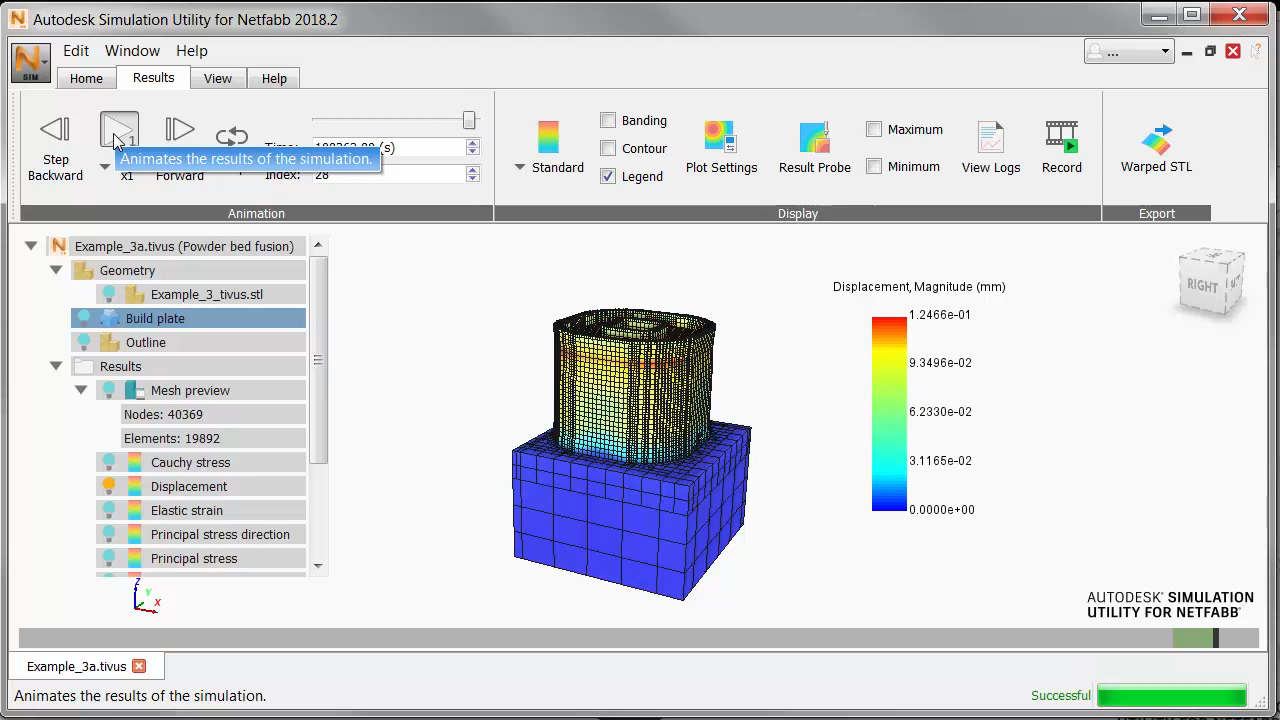 Autodesk Simulation Utility for Netfabb 2018.2
SIM
Edit Window Help
...
Home Results View Help
Step
Backward
x1
Forward
Animates the results of the simulation.
(s)
Index: 28
Animation
Standard
Banding
Contour
Legend
Plot Settings
Result Probe
Maximum
Minimum
View Logs
Record
Display
Warped STL
Export
Example_3a.tivus (Powder bed fusion)
Geometry
Example_3_tivus.stl
Build plate
Outline
Results
Mesh preview
Nodes: 40369
Elements: 19892
Cauchy stress
Displacement
Elastic strain
Principal stress direction
Principal stress
Z
Y
X
Displacement, Magnitude (mm)
1.2466e-01
9.3496e-02
6.2330e-02
3.1165e-02
0.0000e+00
RIGHT
AUTODESK® SIMULATION
UTILITY FOR NETFABB®
Example_3a.tivus
Animates the results of the simulation.
Successful